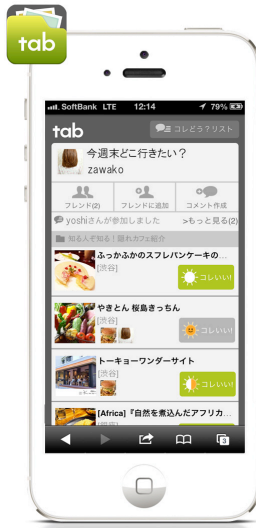 tab
SoftBank LTE 12:14 79%
tab コレどう?リスト
今週末どこ行きたい?
zawako
フレンド(2) フレンドに追加 コメント作成
yoshiさんが参加しました >もっと見る(2)
知る人ぞ知る!隠れカフェ紹介
ふっかふかのスフレパンケーキの...
[渋谷]
コレいい!
やきとん 桜島きっちん
[渋谷]
コレいい!
トーキョーワンダーサイト
[渋谷]
コレいい!
[Africa]『自然を煮込んだアフリカ...
3